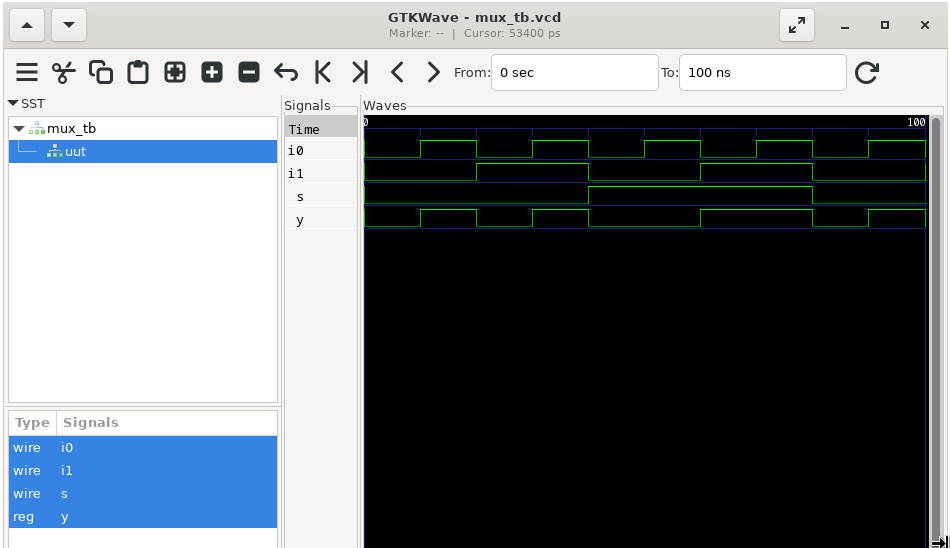 GTKWave - mux_tb.vcd
Marker: -- | Cursor: 53400 ps
From: 0 sec To: 100 ns
SST
mux_tb
uut
Type Signals
wire i0
wire i1
wire s
reg y
Signals
Time
i0
i1
s
y
Waves
0 100